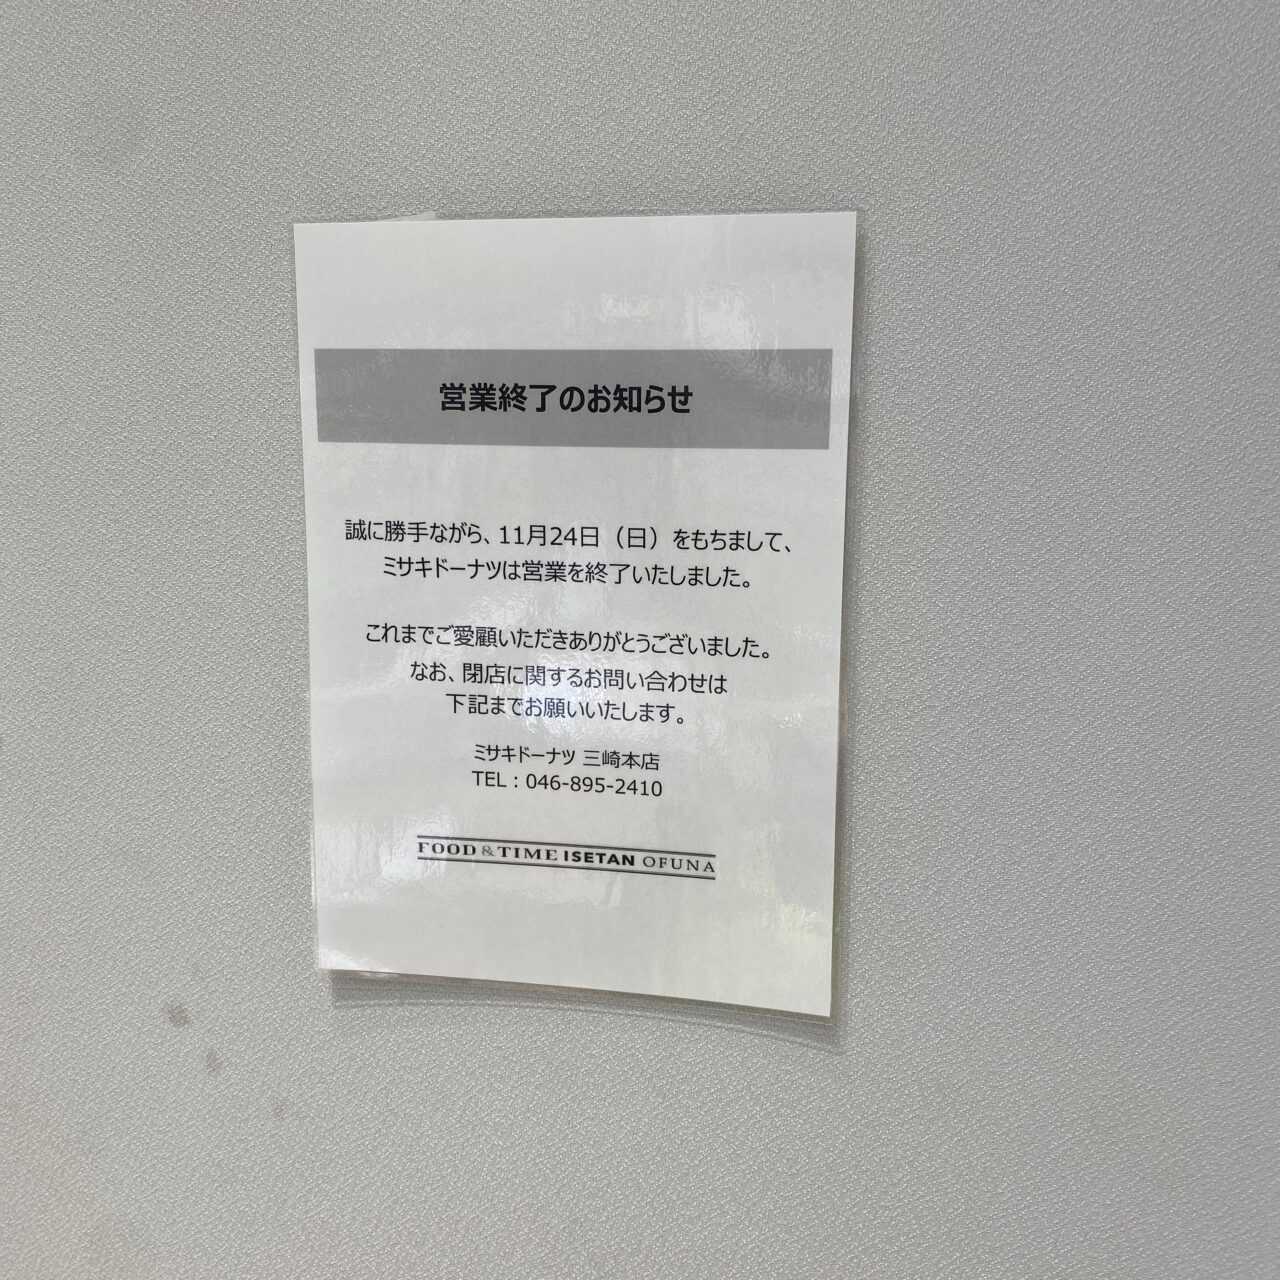 営業終了のお知らせ
誠に勝手ながら、11月24日（日）をもちまして、
ミサキドーナツは営業を終了いたしました。
これまでご愛顧いただきありがとうございました。
なお、閉店に関するお問い合わせは
下記までお願いいたします。
ミサキドーナツ 三崎本店
TEL：046-895-2410
FOOD&TIME ISETAN OFUNA